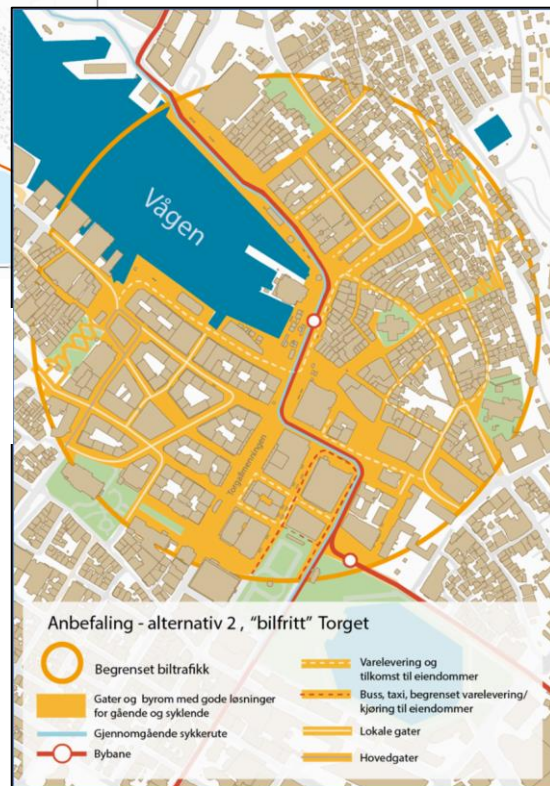 Vågen
Torgallmenningen
Anbefaling - alternativ 2 , "bilfritt" Torget
Begrenset biltrafikk
Gater og byrom med gode løsninger
for gående og syklende
Gjennomgående sykkerute
Bybane
Varelevering og
tilkomst til eiendommer
Buss, taxi, begrenset varelevering/
kjøring til eiendommer
Lokale gater
Hovedgater